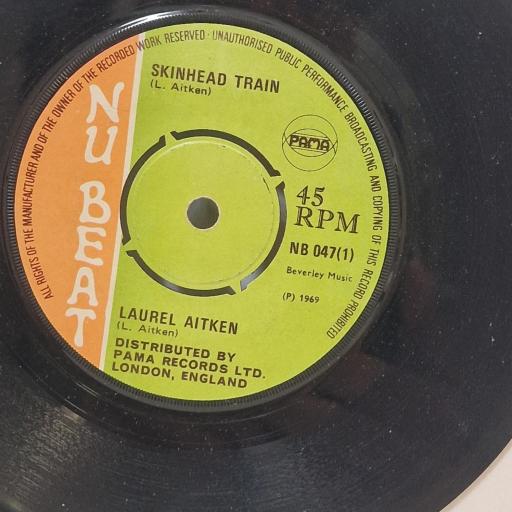 ALL RIGHTS OF THE MANUFACTURER AND OF THE OWNER OF THE RECORDED WORK RESERVED · UNAUTHORISED PUBLIC PERFORMANCE BROADCASTING AND COPYING OF THIS RECORD PROHIBITED
NU BEAT
SKINHEAD TRAIN
(L. Aitken)
PAMA
45
RPM
NB 047(1)
Beverley Music
(P) 1969
LAUREL AITKEN
(L. Aitken)
DISTRIBUTED BY
PAMA RECORDS LTD.
LONDON, ENGLAND